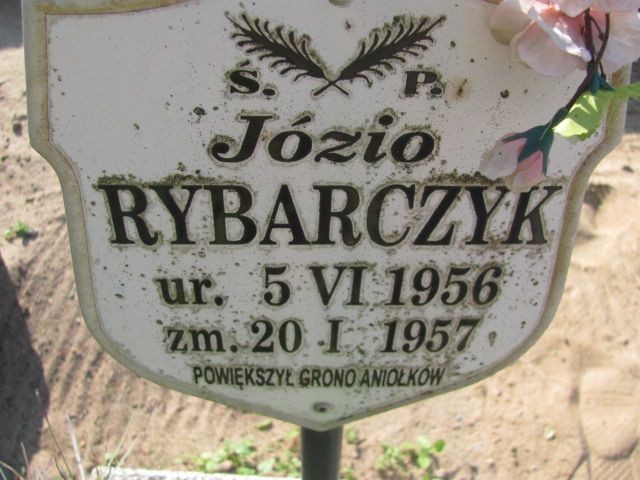 Ś. P.
Józio
RYBARCZYK
ur. 5 VI 1956
zm. 20 I 1957
POWIĘKSZYŁ GRONO ANIOŁKÓW